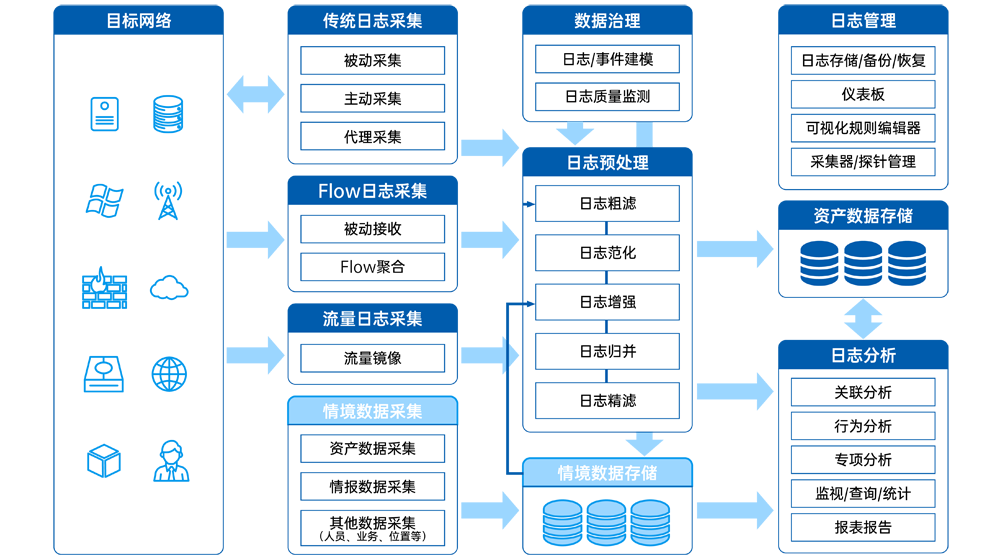 目标网络
传统日志采集
被动采集
主动采集
代理采集
Flow日志采集
被动接收
Flow聚合
流量日志采集
流量镜像
情境数据采集
资产数据采集
情报数据采集
其他数据采集
（人员、业务、位置等）
数据治理
日志/事件建模
日志质量监测
日志预处理
日志粗滤
日志范化
日志增强
日志归并
日志精滤
情境数据存储
日志管理
日志存储/备份/恢复
仪表板
可视化规则编辑器
采集器/探针管理
资产数据存储
日志分析
关联分析
行为分析
专项分析
监视/查询/统计
报表报告